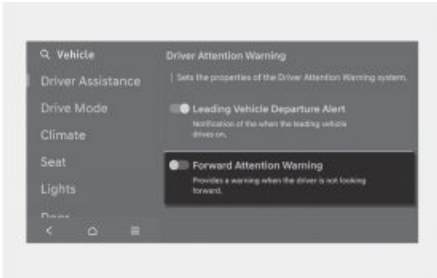 Vehicle
Driver Assistance
Drive Mode
Climate
Seat
Lights
Door
Driver Attention Warning
Sets the properties of the Driver Attention Warning system.
Leading Vehicle Departure Alert
Notification of the when the leading vehicle
drives on.
Forward Attention Warning
Provides a warning when the driver is not looking
forward.